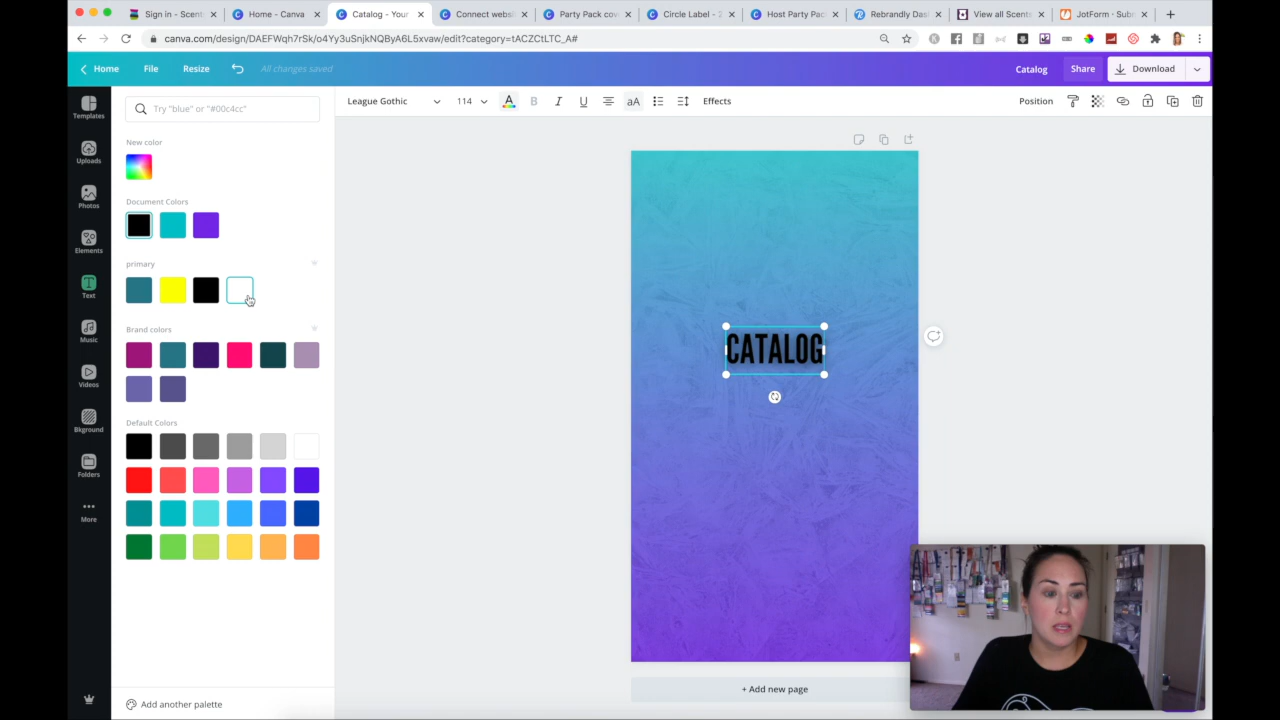 Sign in - Scent
Home - Canva
Catalog - Your
Connect websi
Party Pack cov
Circle Label - 2
Host Party Pac
Rebrandly Das
View all Scents
JotForm - Sub
canva.com/design/DAEFWqh7rSk/o4Yy3uSnjkNQByA6L5xvaw/edit?category=tACZCtLTC_A#
Home File Resize All changes saved Catalog Share Download
League Gothic 114 A B I U aA Effects Position
Try "blue" or "#00c4cc"
Templates
Uploads
Photos
Elements
Text
Music
Videos
Bkground
Folders
More
New color
Document Colors
primary
Brand colors
Default Colors
Add another palette
CATALOG
+ Add new page